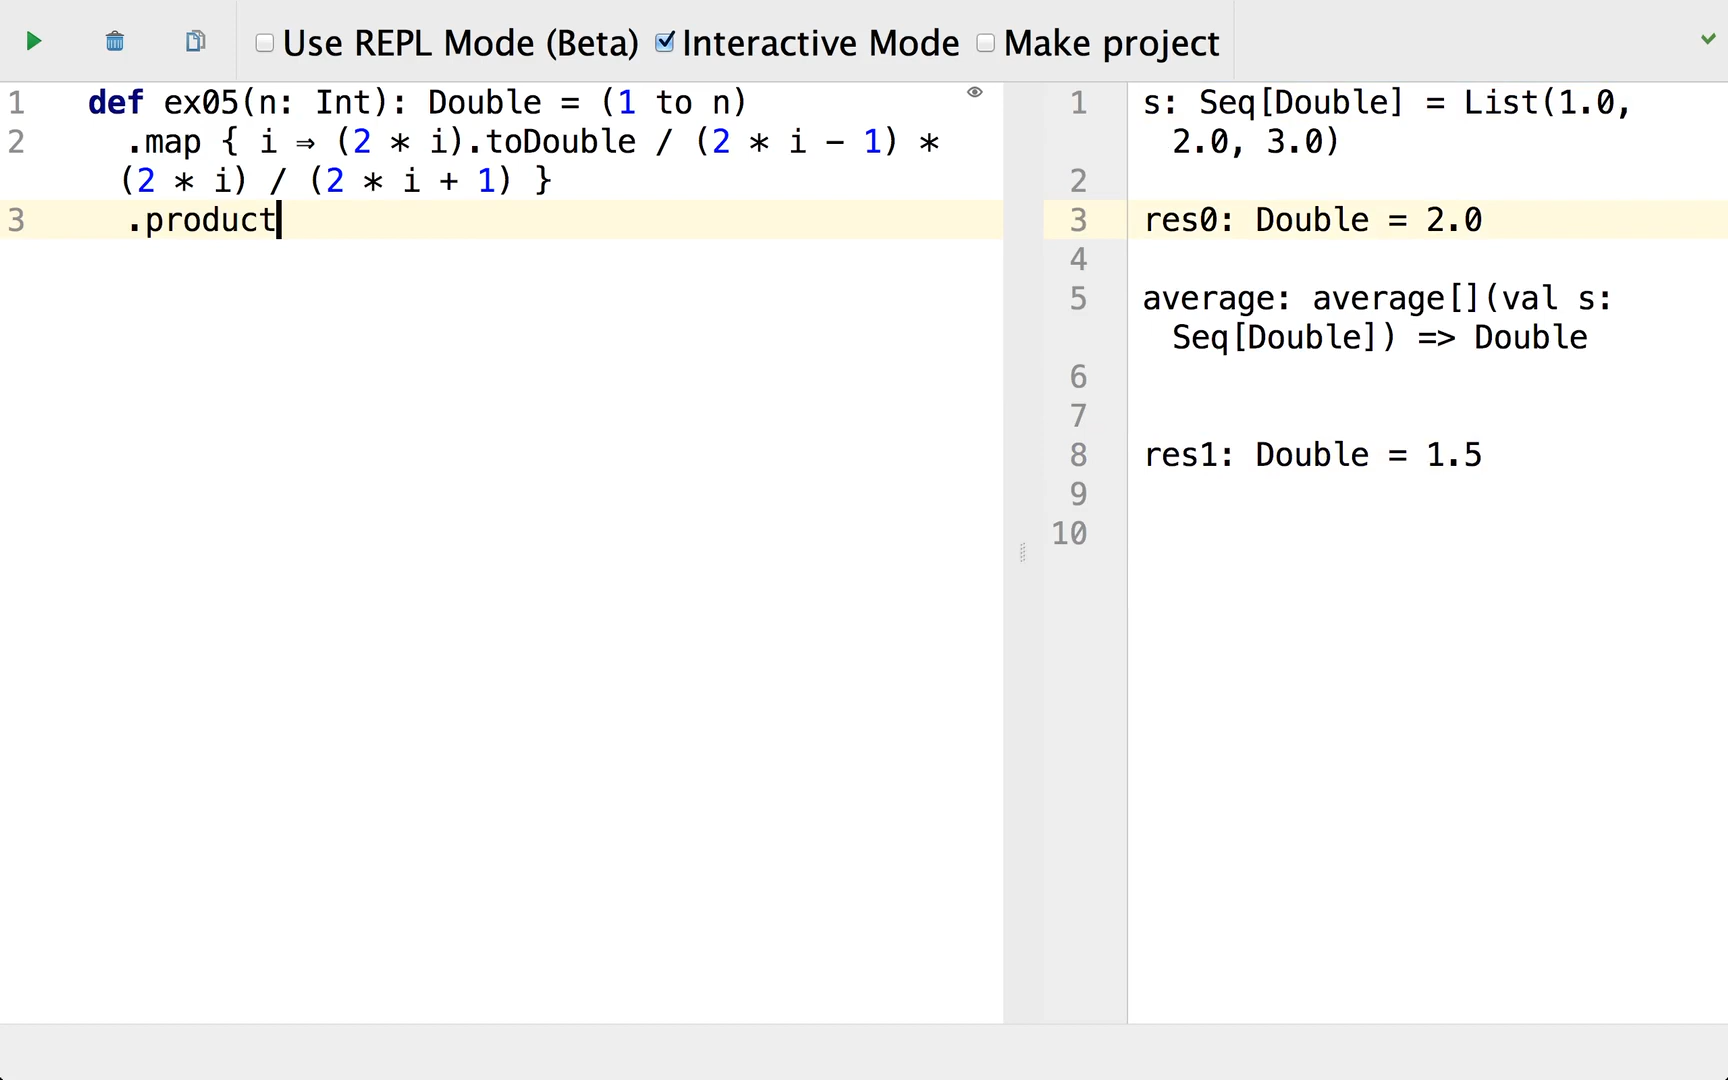 Use REPL Mode (Beta) Interactive Mode Make project
1 def ex05(n: Int): Double = (1 to n)
2 .map { i ⇒ (2 * i).toDouble / (2 * i - 1) *
(2 * i) / (2 * i + 1) }
3 .product
1 s: Seq[Double] = List(1.0,
2.0, 3.0)
2
3 res0: Double = 2.0
4
5 average: average[](val s:
Seq[Double]) => Double
6
7
8 res1: Double = 1.5
9
10